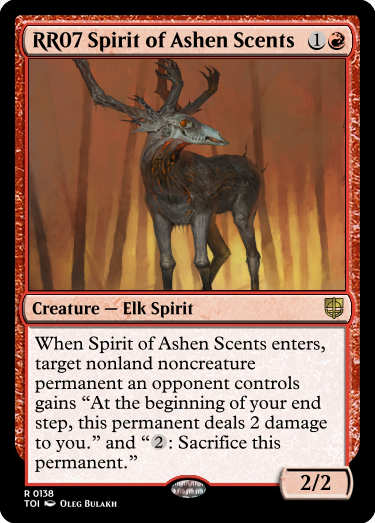 RR07 Spirit of Ashen Scents 1
Creature — Elk Spirit
When Spirit of Ashen Scents enters,
target nonland noncreature
permanent an opponent controls
gains “At the beginning of your end
step, this permanent deals 2 damage
to you.” and “2: Sacrifice this
permanent.”
2/2
R 0138
TOI Oleg Bulakh